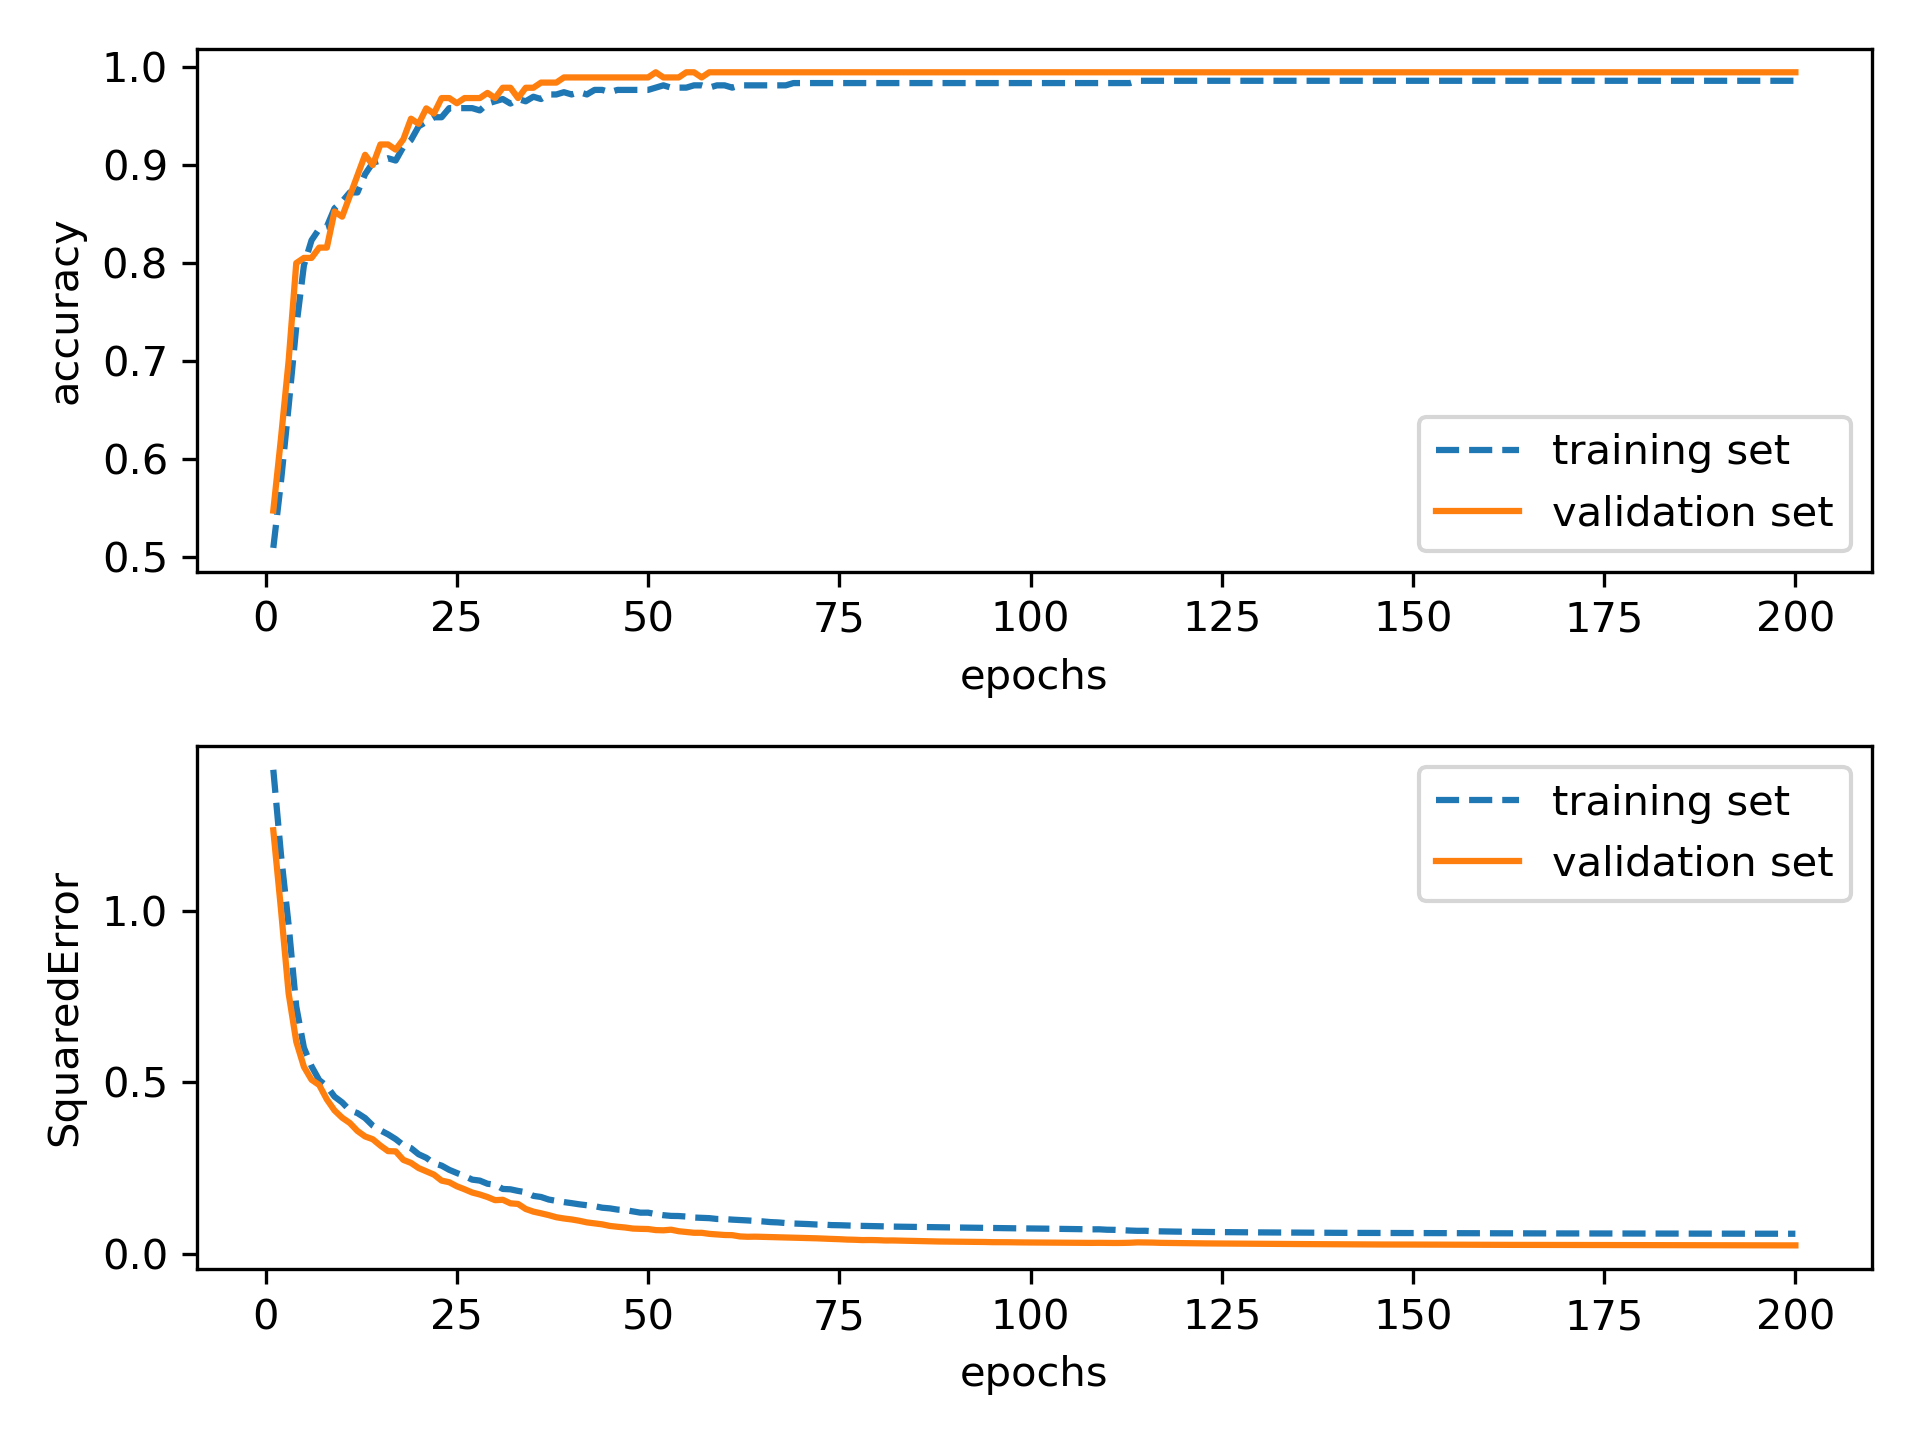 1.0
0.9
0.8
0.7
0.6
0.5
accuracy
training set
validation set
0 25 50 75 100 125 150 175 200
epochs
1.0
0.5
0.0
SquaredError
training set
validation set
0 25 50 75 100 125 150 175 200
epochs